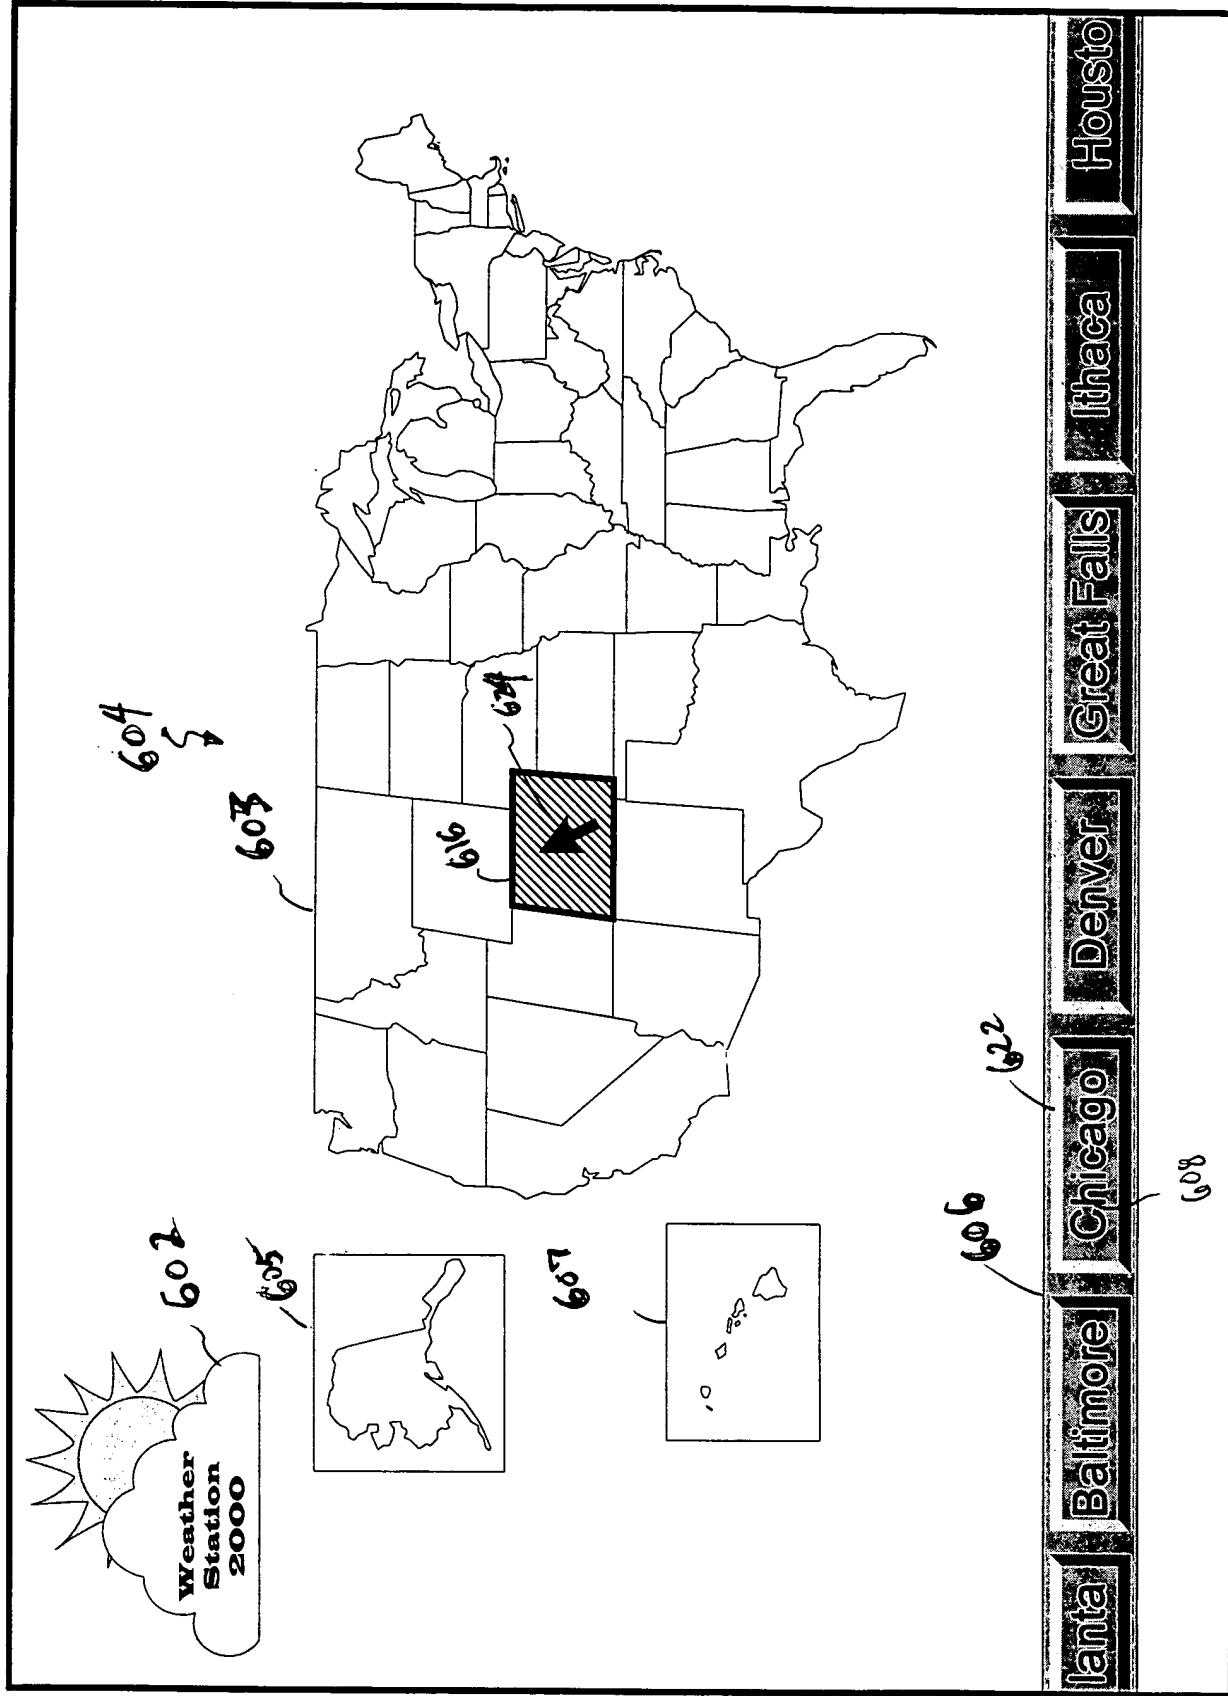 Weather
Station
2000
602
604
603
605
607
616
624
606
622
lanta
Baltimore
Chicago
Denver
Great Falls
Ithaca
Housto
608